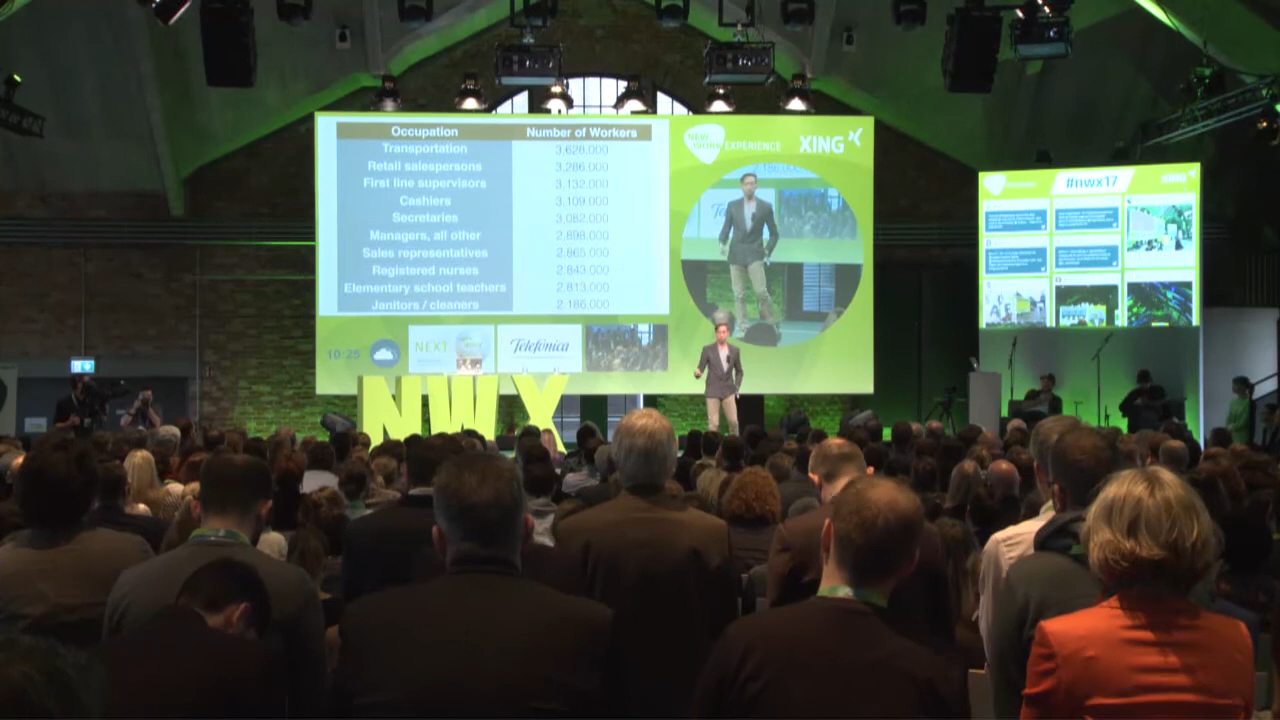 Occupation Number of Workers
Transportation 3,628,000
Retail salespersons 3,286,000
First line supervisors 3,132,000
Cashiers 3,109,000
Secretaries 3,082,000
Managers, all other 2,898,000
Sales representatives 2,865,000
Registered nurses 2,843,000
Elementary school teachers 2,813,000
Janitors / cleaners 2,186,000
NEW
WORK EXPERIENCE
XING
10:25
NEXT
Telefónica
NWX
#nwx17
XING